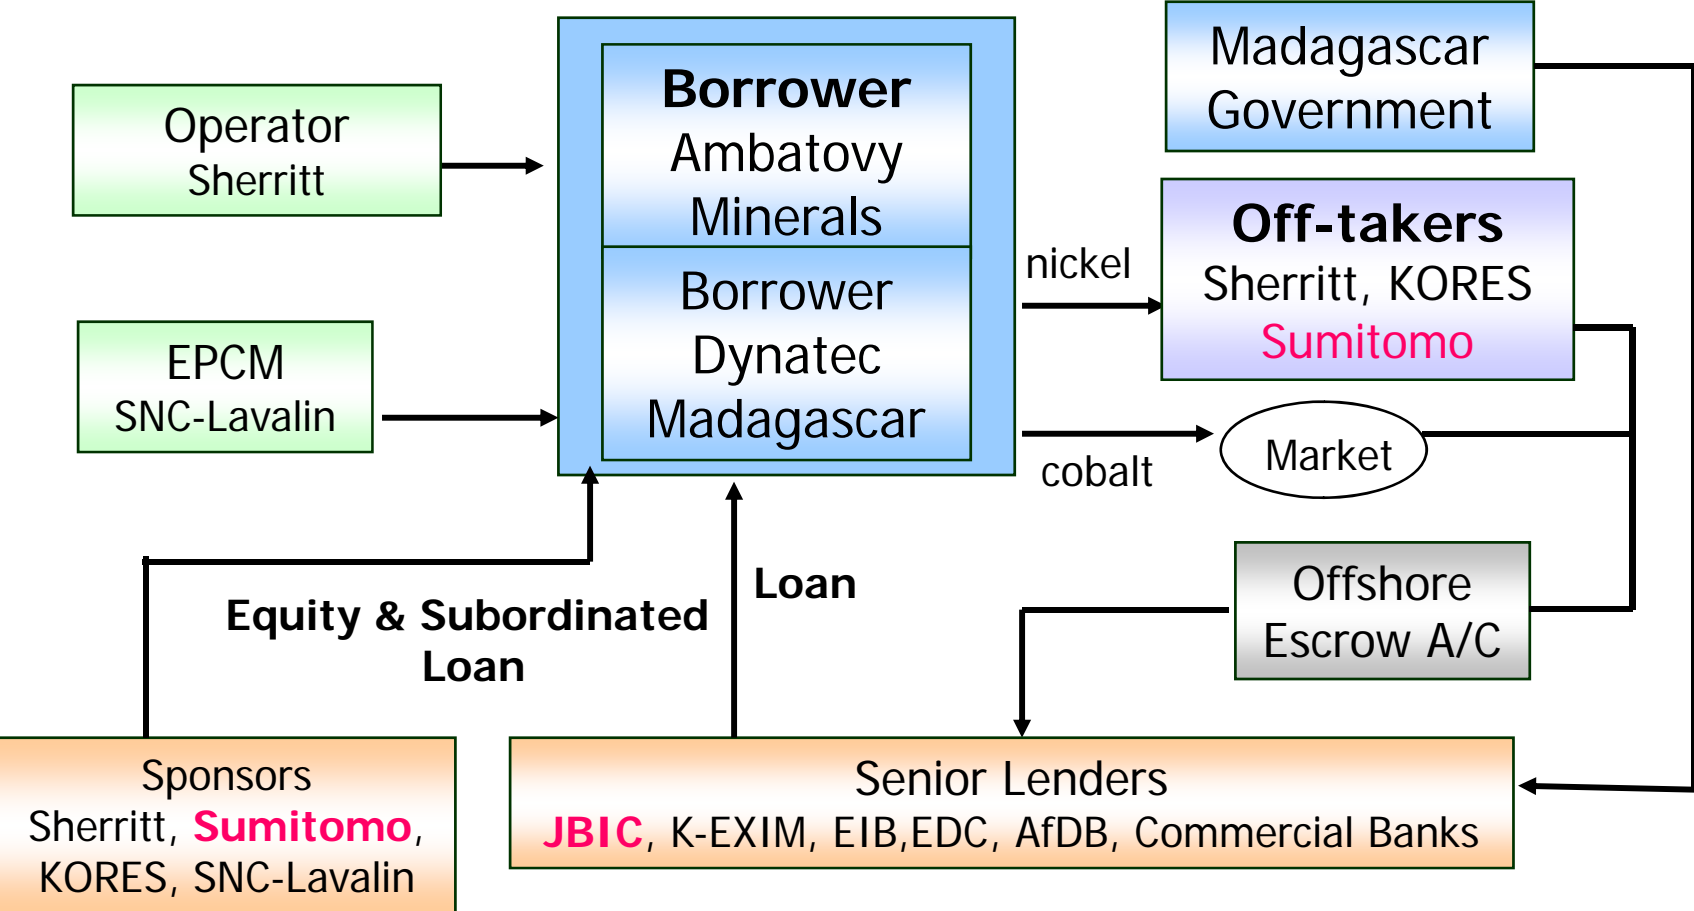 Operator
Sherritt
EPCM
SNC-Lavalin
Borrower
Ambatovy
Minerals
Borrower
Dynatec
Madagascar
Madagascar
Government
nickel
Off-takers
Sherritt, KORES
Sumitomo
cobalt
Market
Offshore
Escrow A/C
Equity & Subordinated
Loan
Loan
Sponsors
Sherritt, Sumitomo,
KORES, SNC-Lavalin
Senior Lenders
JBIC, K-EXIM, EIB,EDC, AfDB, Commercial Banks